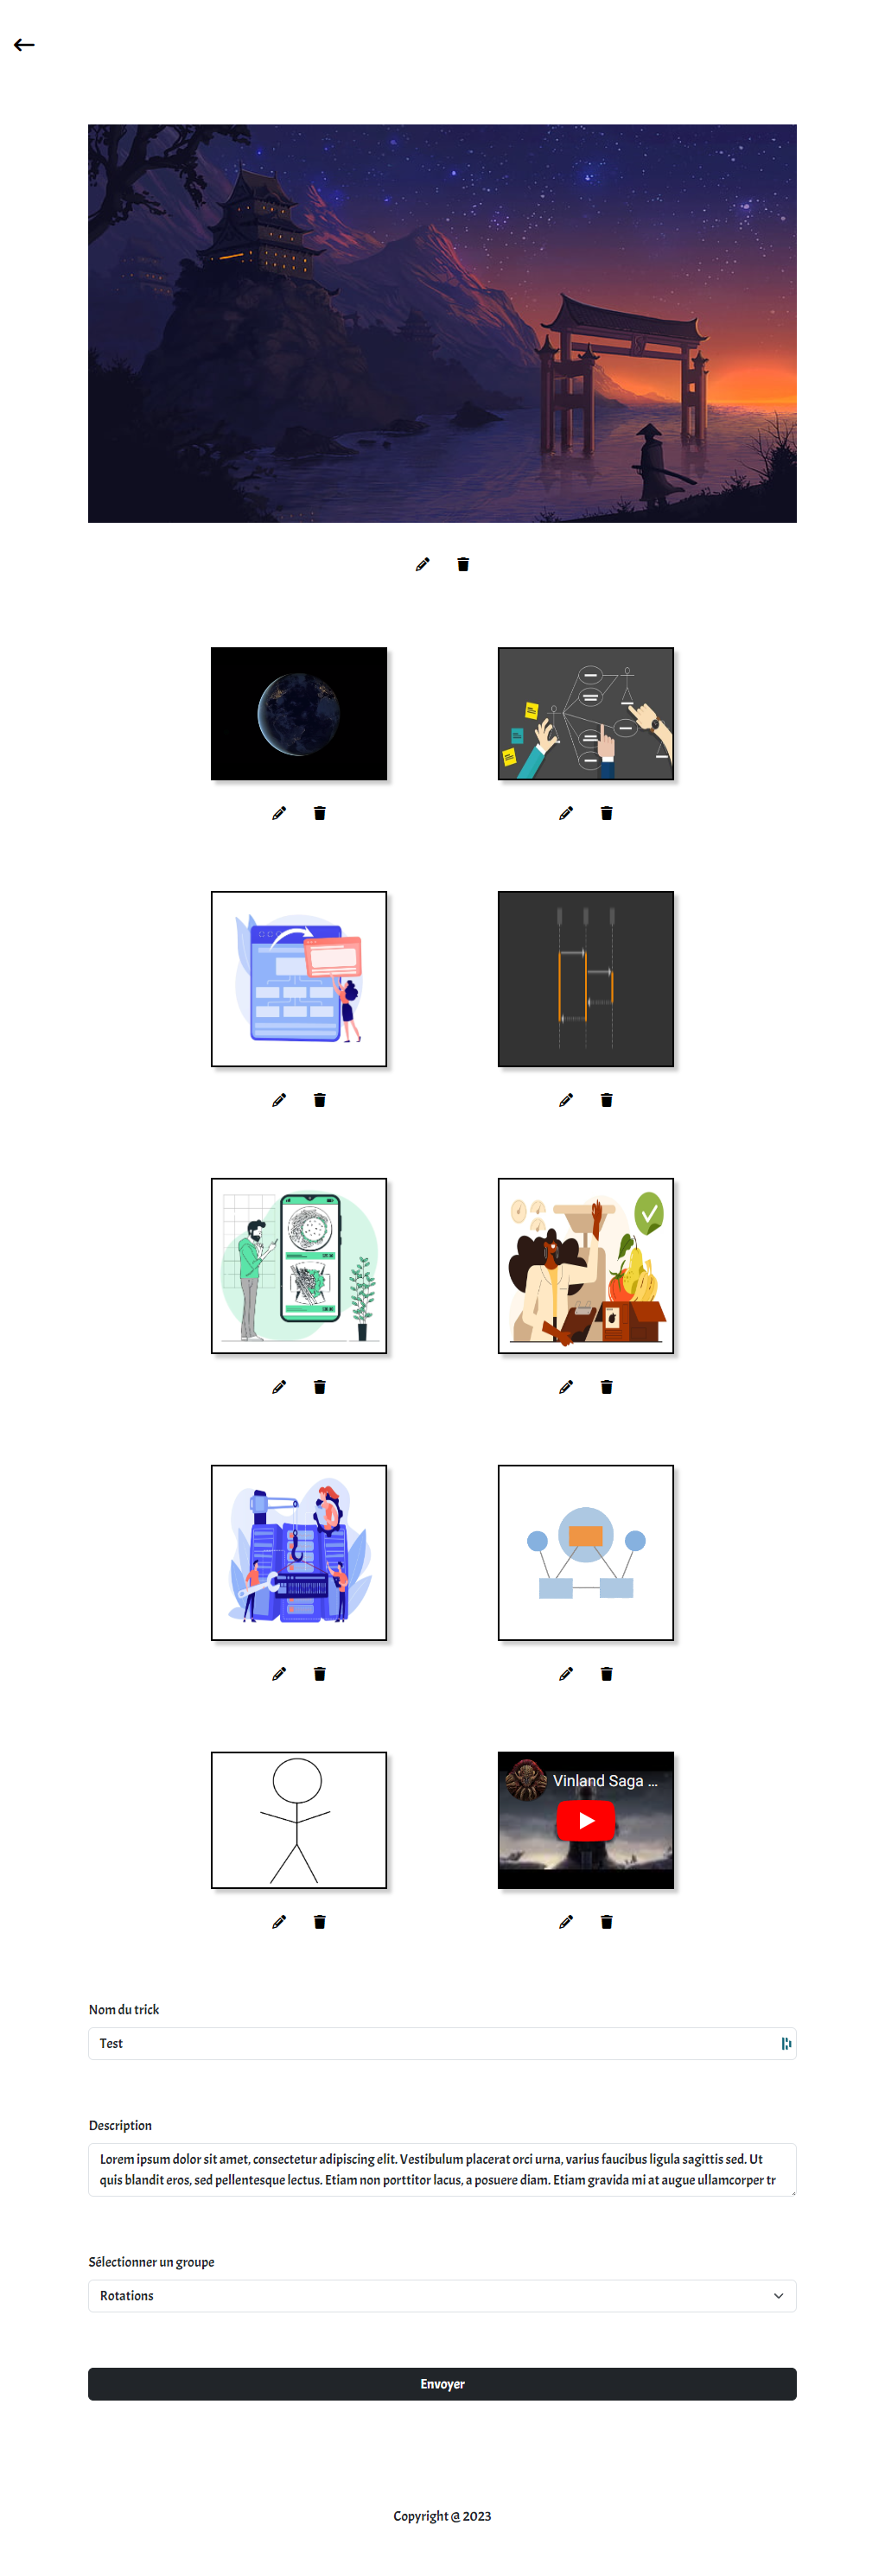 Vinland Saga ...
Nom du trick
Test
Description
Lorem ipsum dolor sit amet, consectetur adipiscing elit. Vestibulum placerat orci urna, varius faucibus ligula sagittis sed. Ut
quis blandit eros, sed pellentesque lectus. Etiam non porttitor lacus, a posuere diam. Etiam gravida mi at augue ullamcorper tr
Sélectionner un groupe
Rotations
Envoyer
Copyright @ 2023